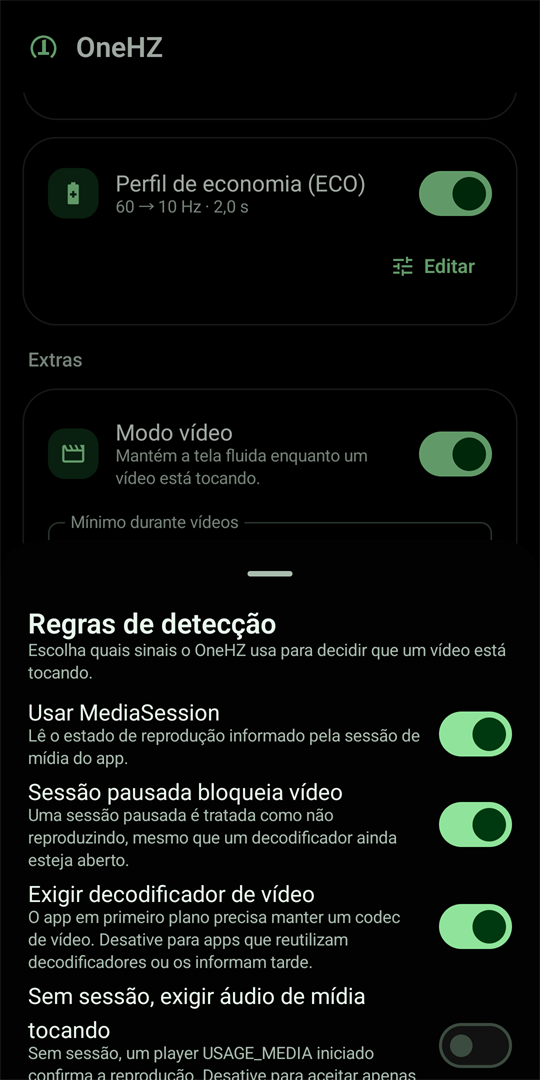 OneHZ
Perfil de economia (ECO)
60 → 10 Hz · 2,0 s
Editar
Extras
Modo vídeo
Mantém a tela fluida enquanto um
vídeo está tocando.
Mínimo durante vídeos
Regras de detecção
Escolha quais sinais o OneHZ usa para decidir que um vídeo está
tocando.
Usar MediaSession
Lê o estado de reprodução informado pela sessão de
mídia do app.
Sessão pausada bloqueia vídeo
Uma sessão pausada é tratada como não
reproduzindo, mesmo que um decodificador ainda
esteja aberto.
Exigir decodificador de vídeo
O app em primeiro plano precisa manter um codec
de vídeo. Desative para apps que reutilizam
decodificadores ou os informam tarde.
Sem sessão, exigir áudio de mídia
tocando
Sem sessão, um player USAGE_MEDIA iniciado
confirma a reprodução. Desative para aceitar apenas